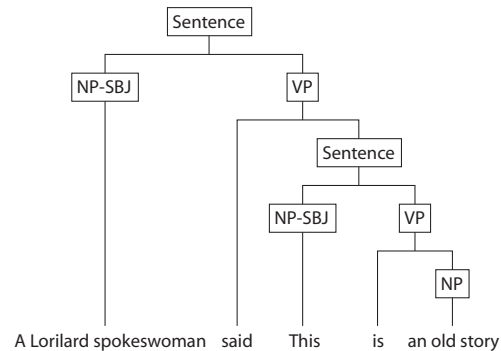 Sentence
NP-SBJ VP
Sentence
NP-SBJ VP
NP
A Lorilard spokeswoman said This is an old story